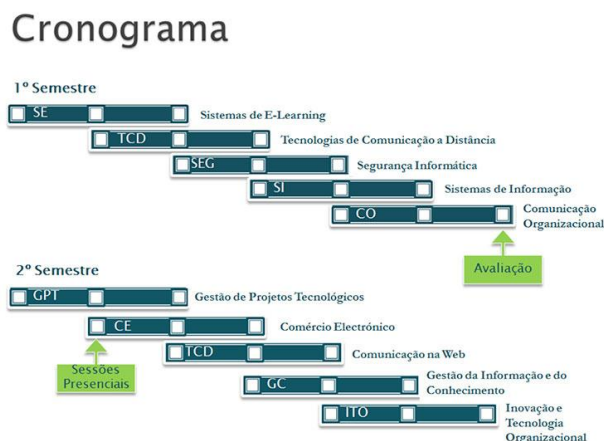 Cronograma
1º Semestre
SE
Sistemas de E-Learning
TCD
Tecnologias de Comunicação a Distância
SEG
Segurança Informática
SI
Sistemas de Informação
CO
Comunicação
Organizacional
Avaliação
2º Semestre
GPT
Gestão de Projetos Tecnológicos
CE
Comércio Electrónico
Sessões
Presenciais
TCD
Comunicação na Web
GC
Gestão da Informação e do
Conhecimento
ITO
Inovação e
Tecnologia
Organizacional